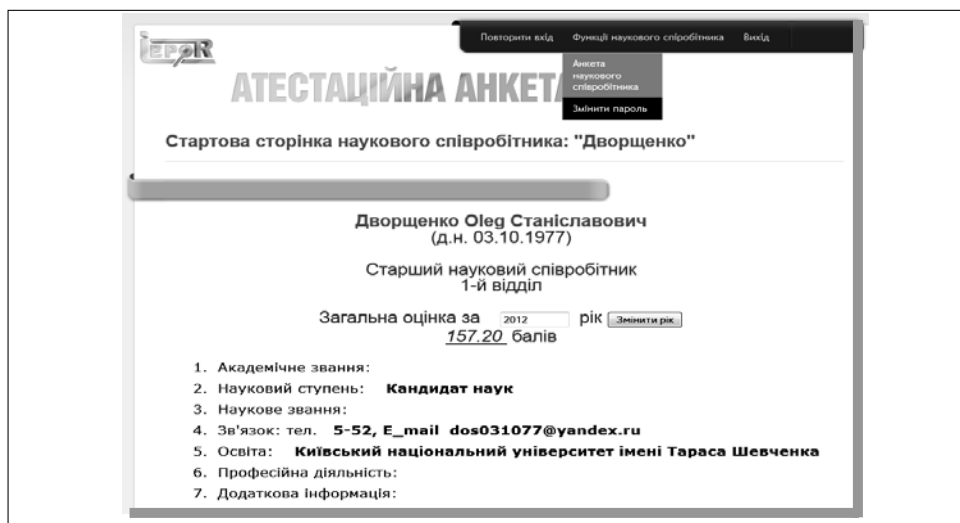 ІЕРОR
Повторити вхід Функції наукового спіробітника Вихід
Анкета
наукового
співробітника
Змінити пароль
АТЕСТАЦІЙНА АНКЕТА
Стартова сторінка наукового співробітника: "Дворщенко"
Дворщенко Oleg Станіславович
(д.н. 03.10.1977)
Старший науковий співробітник
1-й відділ
Загальна оцінка за 2012 рік Змінити рік
157.20 балів
1. Академічне звання:
2. Науковий ступень: Кандидат наук
3. Наукове звання:
4. Зв'язок: тел. 5-52, E_mail dos031077@yandex.ru
5. Освіта: Київський національний університет імені Тараса Шевченка
6. Професійна діяльність:
7. Додаткова інформація: